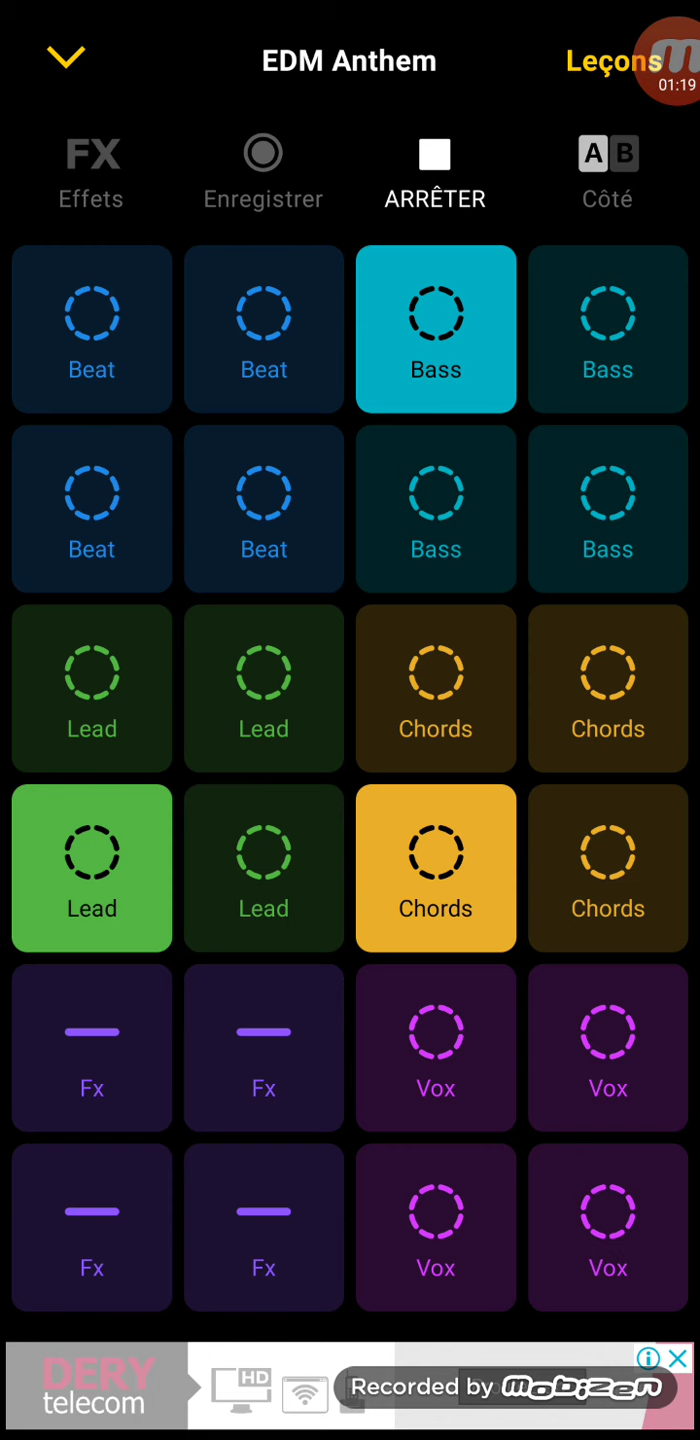 EDM Anthem
Leçons
01:19
FX
Effets
Enregistrer
ARRÊTER
A B
Côté
Beat Beat Bass Bass
Beat Beat Bass Bass
Lead Lead Chords Chords
Lead Lead Chords Chords
Fx Fx Vox Vox
Fx Fx Vox Vox
DERY
telecom
HD
Recorded by mobizen